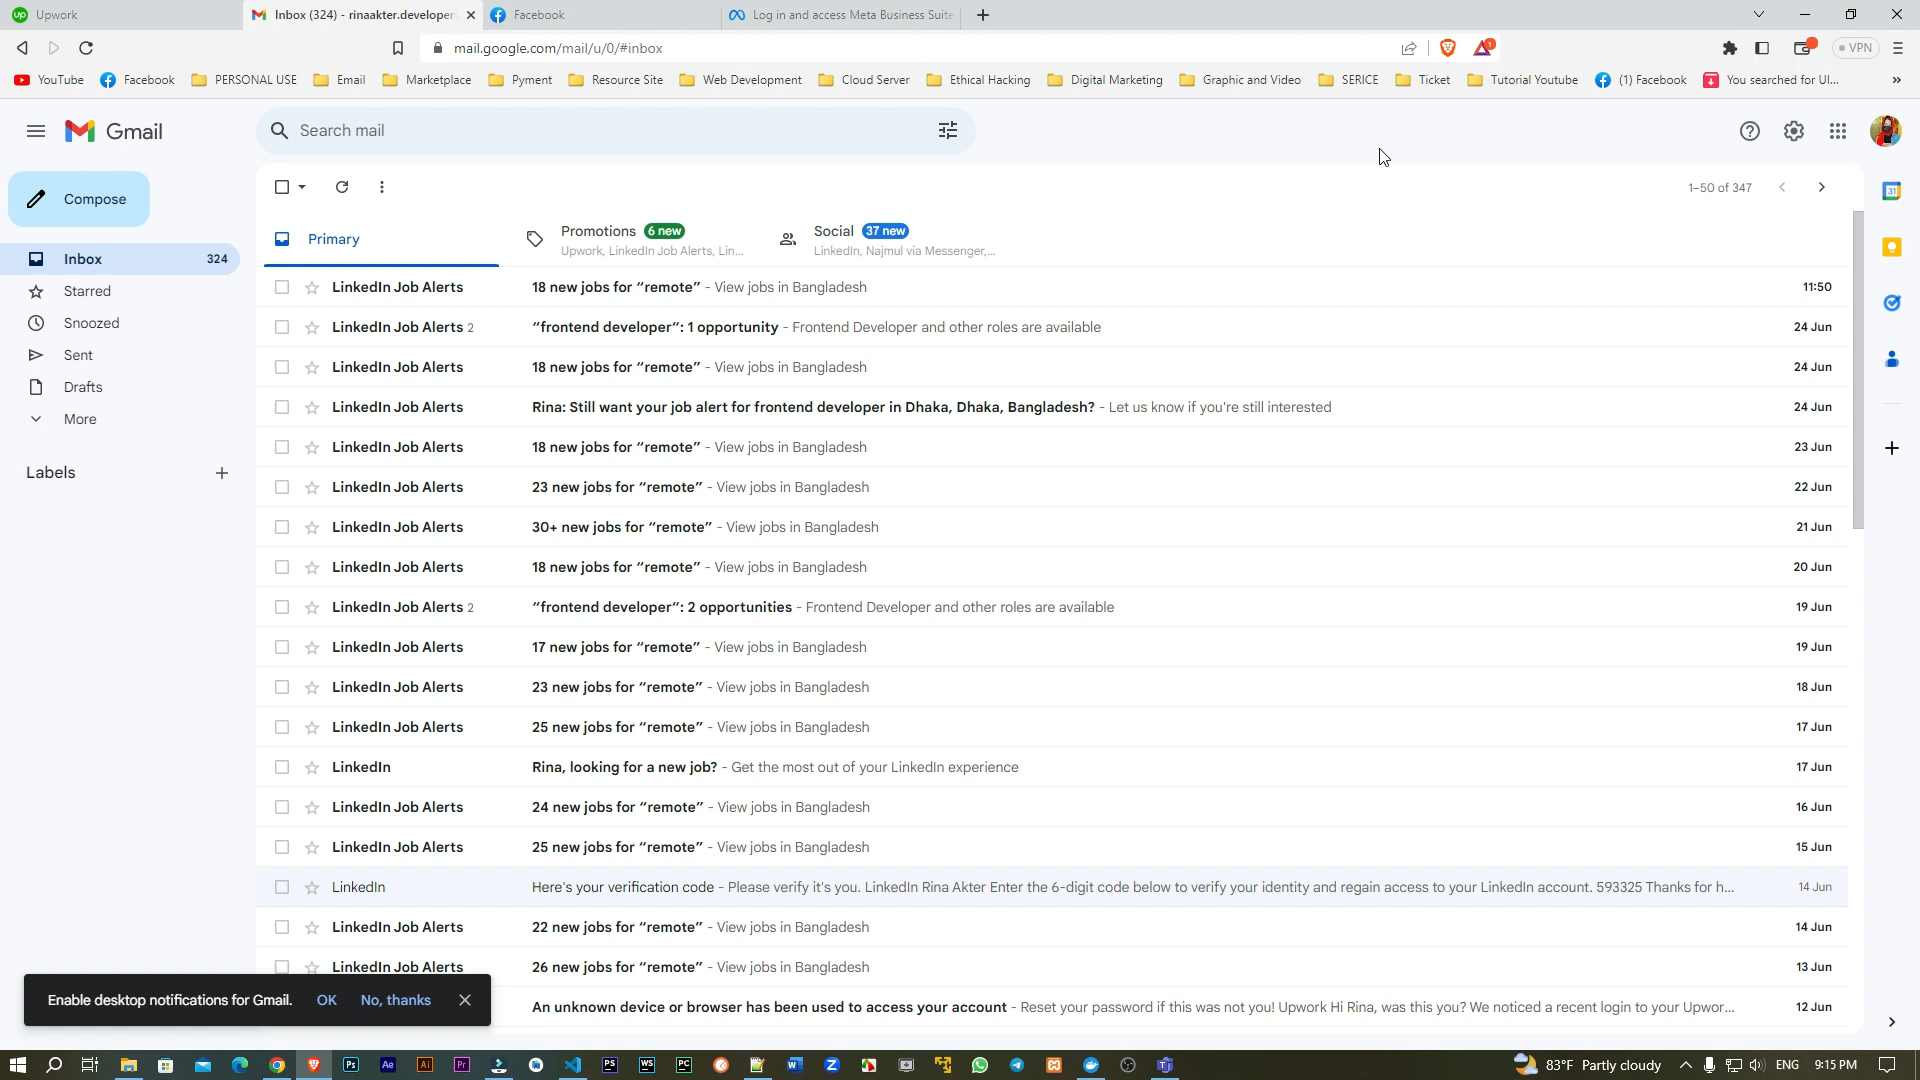 Upwork
Inbox (324) - rinaakter.developer
Facebook
Log in and access Meta Business Suite
mail.google.com/mail/u/0/#inbox
1
VPN
YouTube
Facebook
PERSONAL USE
Email
Marketplace
Pyment
Resource Site
Web Development
Cloud Server
Ethical Hacking
Digital Marketing
Graphic and Video
SERICE
Ticket
Tutorial Youtube
(1) Facebook
You searched for UI...
Gmail
Search mail
Compose
1–50 of 347
Primary
Promotions 6 new
Upwork, LinkedIn Job Alerts, Lin...
Social 37 new
LinkedIn, Najmul via Messenger,...
Inbox 324
Starred
Snoozed
Sent
Drafts
More
Labels
LinkedIn Job Alerts 18 new jobs for “remote” - View jobs in Bangladesh 11:50
LinkedIn Job Alerts 2 “frontend developer“: 1 opportunity - Frontend Developer and other roles are available 24 Jun
LinkedIn Job Alerts 18 new jobs for “remote” - View jobs in Bangladesh 24 Jun
LinkedIn Job Alerts Rina: Still want your job alert for frontend developer in Dhaka, Dhaka, Bangladesh? - Let us know if you're still interested 24 Jun
LinkedIn Job Alerts 18 new jobs for “remote” - View jobs in Bangladesh 23 Jun
LinkedIn Job Alerts 23 new jobs for “remote” - View jobs in Bangladesh 22 Jun
LinkedIn Job Alerts 30+ new jobs for “remote” - View jobs in Bangladesh 21 Jun
LinkedIn Job Alerts 18 new jobs for “remote” - View jobs in Bangladesh 20 Jun
LinkedIn Job Alerts 2 “frontend developer“: 2 opportunities - Frontend Developer and other roles are available 19 Jun
LinkedIn Job Alerts 17 new jobs for “remote” - View jobs in Bangladesh 19 Jun
LinkedIn Job Alerts 23 new jobs for “remote” - View jobs in Bangladesh 18 Jun
LinkedIn Job Alerts 25 new jobs for “remote” - View jobs in Bangladesh 17 Jun
LinkedIn Rina, looking for a new job? - Get the most out of your LinkedIn experience 17 Jun
LinkedIn Job Alerts 24 new jobs for “remote” - View jobs in Bangladesh 16 Jun
LinkedIn Job Alerts 25 new jobs for “remote” - View jobs in Bangladesh 15 Jun
LinkedIn Here's your verification code - Please verify it's you. LinkedIn Rina Akter Enter the 6-digit code below to verify your identity and regain access to your LinkedIn account. 593325 Thanks for h... 14 Jun
LinkedIn Job Alerts 22 new jobs for “remote” - View jobs in Bangladesh 14 Jun
LinkedIn Job Alerts 26 new jobs for “remote” - View jobs in Bangladesh 13 Jun
An unknown device or browser has been used to access your account - Reset your password if this was not you! Upwork Hi Rina, was this you? We noticed a recent login to your Upwor... 12 Jun
Enable desktop notifications for Gmail. OK No, thanks
83°F Partly cloudy ENG 9:15 PM